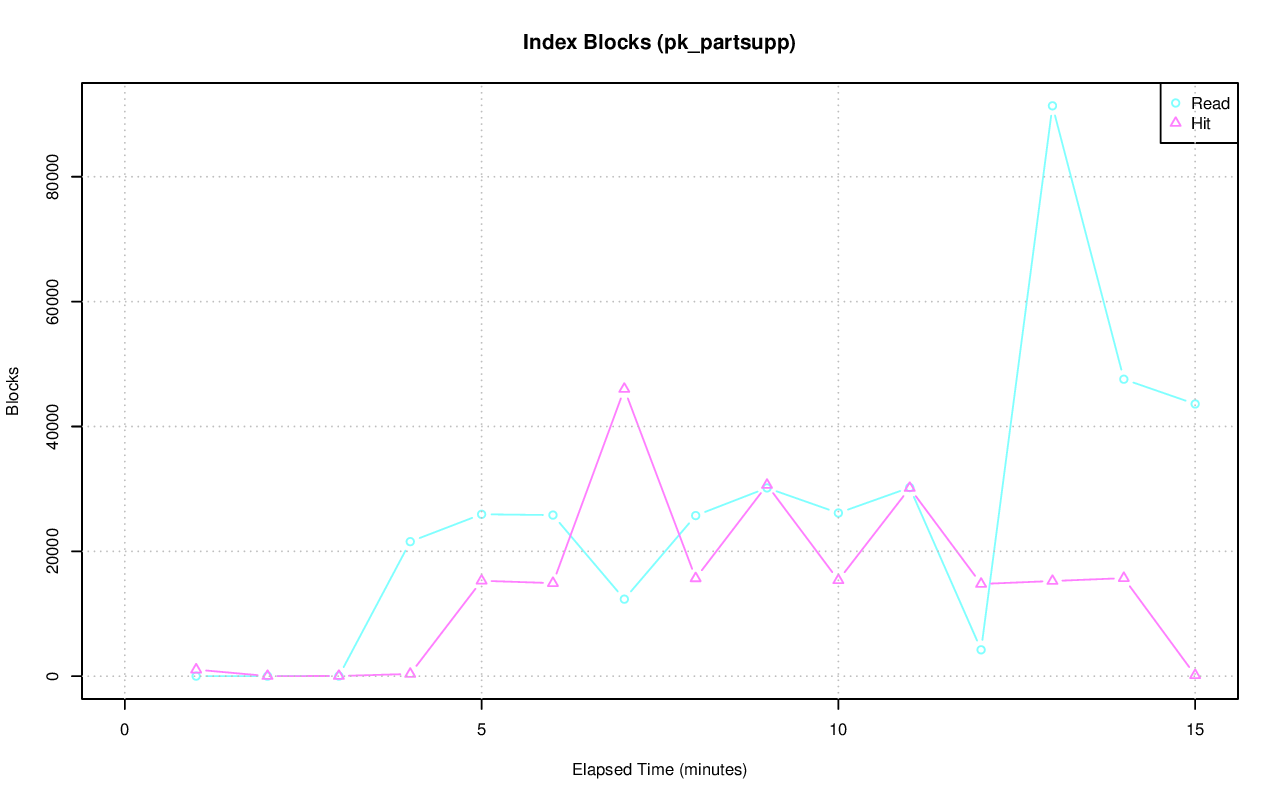 Index Blocks (pk_partsupp)
Read
Hit
Blocks
80000
60000
40000
20000
0
0 5 10 15
Elapsed Time (minutes)